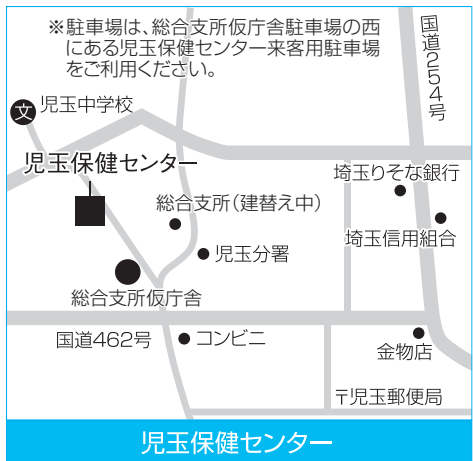 ※駐車場は、総合支所仮庁舎駐車場の西
にある児玉保健センター来客用駐車場
をご利用ください。
国道254号
文
児玉中学校
児玉保健センター
埼玉りそな銀行
総合支所(建替え中)
埼玉信用組合
児玉分署
総合支所仮庁舎
国道462号
コンビニ
金物店
〒児玉郵便局
児玉保健センター